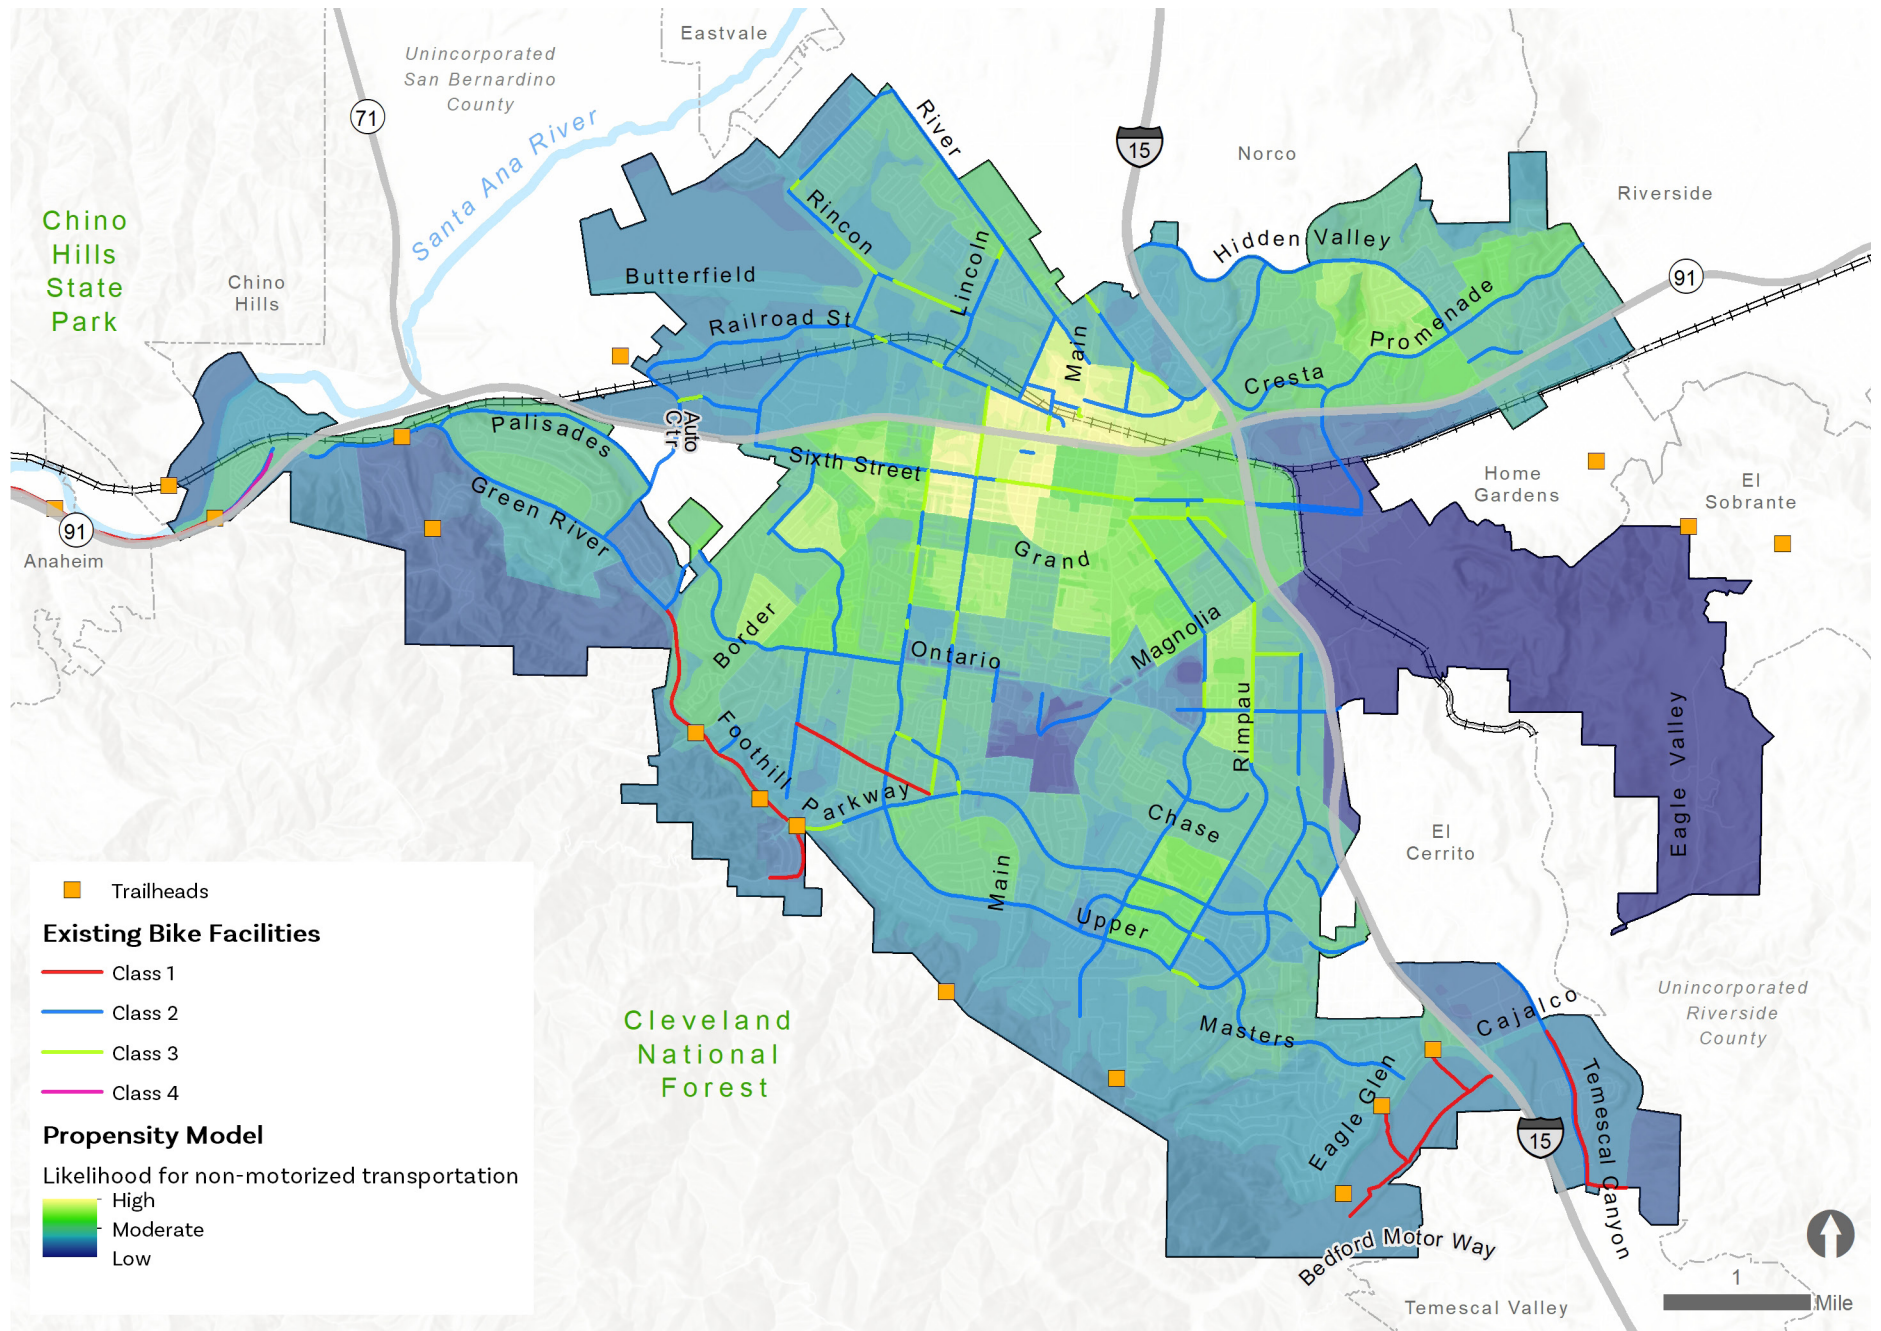 Eastvale
Unincorporated
San Bernardino
County
71
Santa Ana River
River
15
Norco
Riverside
Chino
Hills
State
Park
Chino
Hills
Rincon
Lincoln
Hidden Valley
Butterfield
91
Railroad St
Main
Promenade
Cresta
Auto
Ctr
Palisades
Sixth Street
Home
Gardens
El
Sobrante
Green River
91
Anaheim
Grand
Border
Ontario
Magnolia
Rimpau
Eagle Valley
Foothill Parkway
Chase
El
Cerrito
Main
Upper
Trailheads
Existing Bike Facilities
Class 1
Class 2
Class 3
Class 4
Propensity Model
Likelihood for non-motorized transportation
High
Moderate
Low
Cleveland
National
Forest
Masters
Cajalco
Unincorporated
Riverside
County
Eagle Glen
Temescal Canyon
15
Bedford Motor Way
Temescal Valley
1
Mile